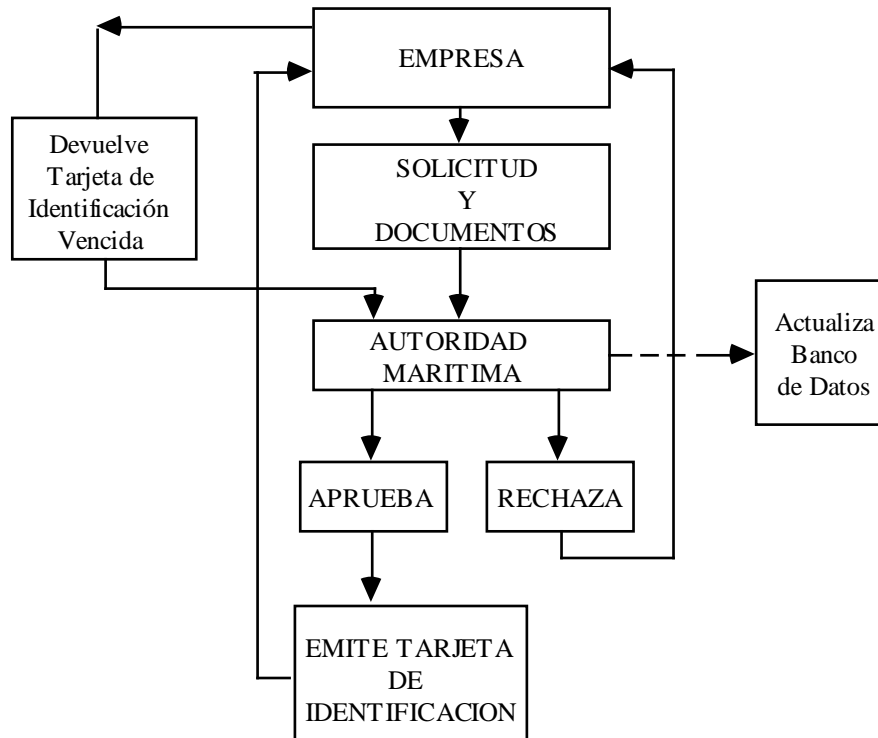 EMPRESA
Devuelve
Tarjeta de
Identificación
Vencida
SOLICITUD
Y
DOCUMENTOS
AUTORIDAD
MARITIMA
Actualiza
Banco
de Datos
APRUEBA
RECHAZA
EMITE TARJETA
DE
IDENTIFICACION